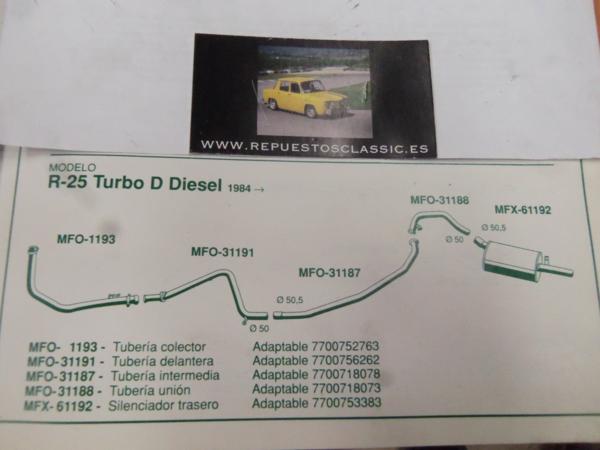 WWW.REPUESTOSCLASSIC.ES
MODELO
R-25 Turbo D Diesel 1984 →
MFO-1193
MFO-31191
MFO-31187
MFO-31188
MFX-61192
Ø 50,5
Ø 50
Ø 50
Ø 50,5
MFO- 1193 - Tubería colector Adaptable 7700752763
MFO-31191 - Tubería delantera Adaptable 7700756262
MFO-31187 - Tubería intermedia Adaptable 7700718078
MFO-31188 - Tubería unión Adaptable 7700718073
MFX- 61192 - Silenciador trasero Adaptable 7700753383